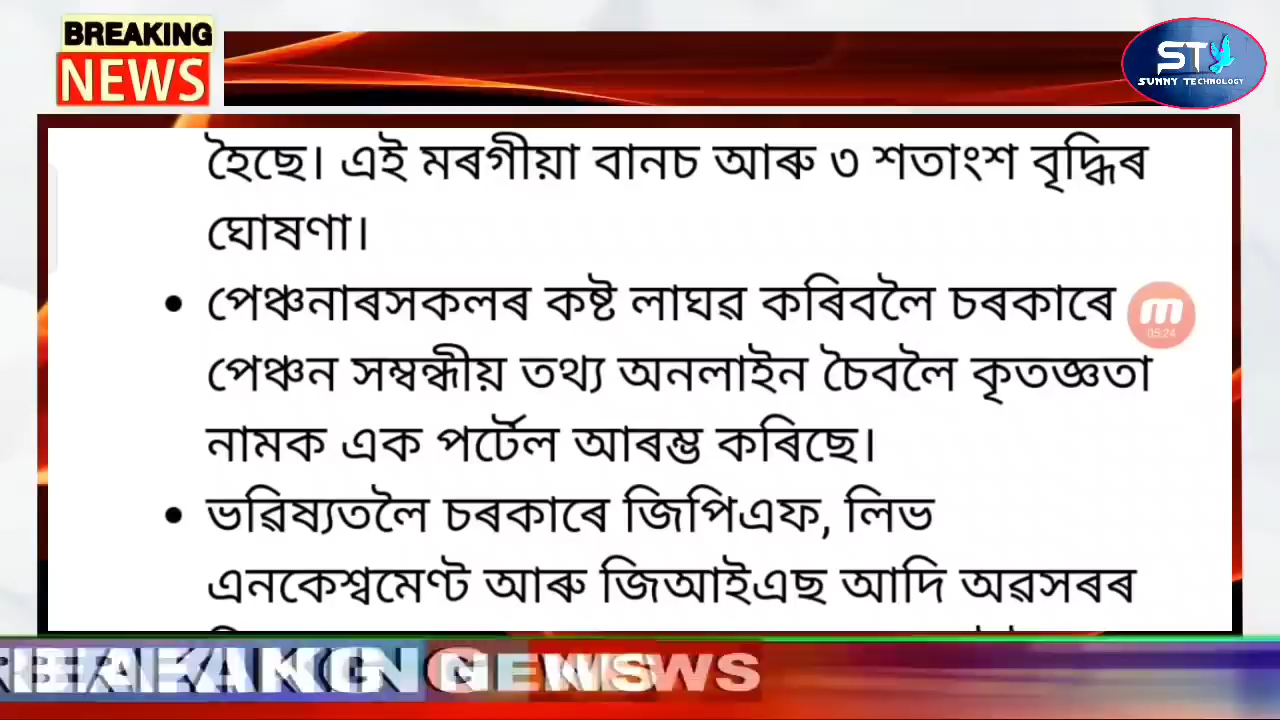 BREAKING
NEWS
STY
SUNNY TECHNOLOGY
হৈছে। এই মৰগীয়া বানচ আৰু ৩ শতাংশ বৃদ্ধিৰ
ঘোষণা।
• পেঞ্চনাৰসকলৰ কষ্ট লাঘৱ কৰিবলৈ চৰকাৰে
05:24
পেঞ্চন সম্বন্ধীয় তথ্য অনলাইন চৈবলৈ কৃতজ্ঞতা
নামক এক পৰ্টেল আৰম্ভ কৰিছে।
• ভৱিষ্যতলৈ চৰকাৰে জিপিএফ, লিভ
এনকেশ্বমেণ্ট আৰু জিআইএছ আদি অৱসৰৰ